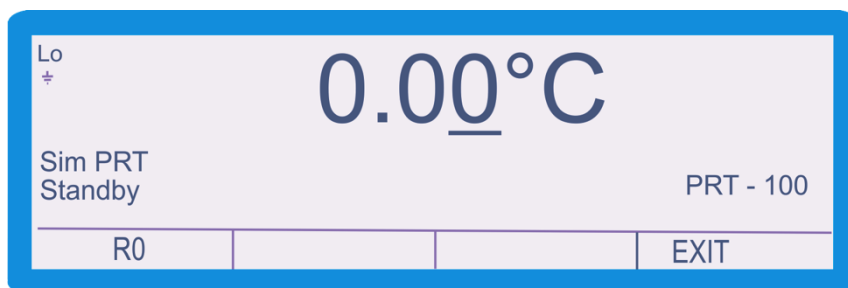 Lo
0.00°C
Sim PRT
Standby
PRT - 100
R0
EXIT